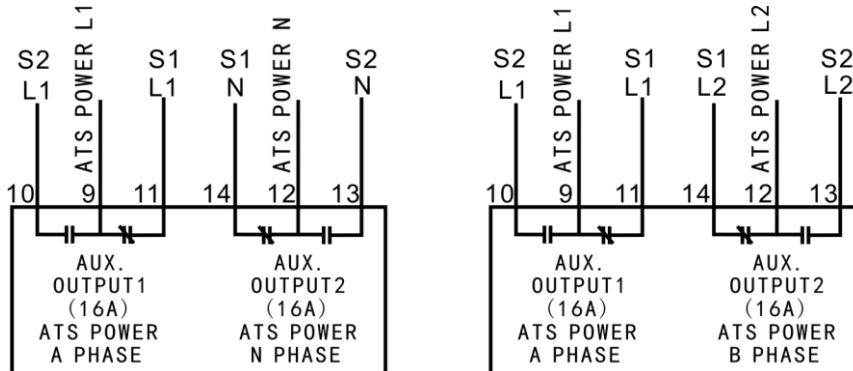 S2
L1
ATS POWER L1
S1
L1
S1
N
ATS POWER N
S2
N
10 9 11 14 12 13
AUX.
OUTPUT1
(16A)
ATS POWER
A PHASE
AUX.
OUTPUT2
(16A)
ATS POWER
N PHASE
S2
L1
ATS POWER L1
S1
L1
S1
L2
ATS POWER L2
S2
L2
10 9 11 14 12 13
AUX.
OUTPUT1
(16A)
ATS POWER
A PHASE
AUX.
OUTPUT2
(16A)
ATS POWER
B PHASE